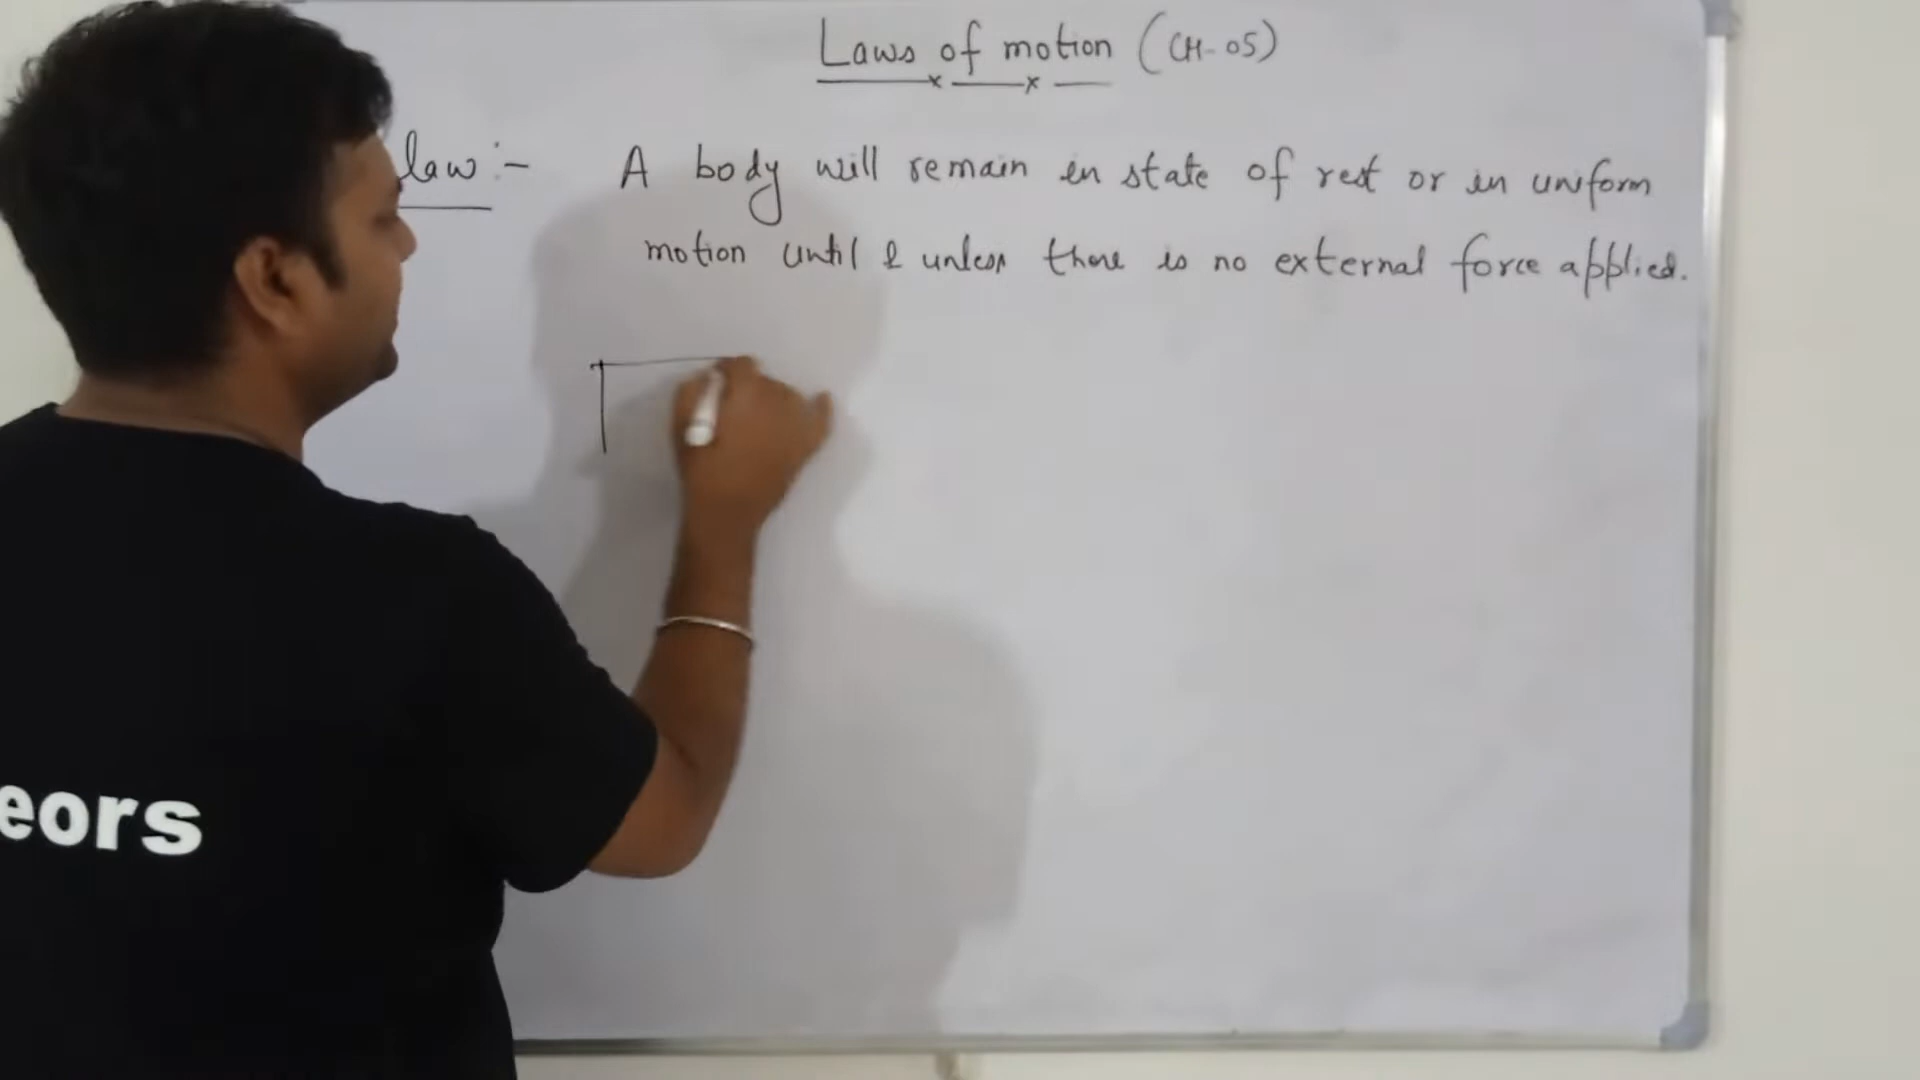 Laws of motion (CH-05)
law :- A body will remain in state of rest or in uniform
motion until & unless there is no external force applied.
eors